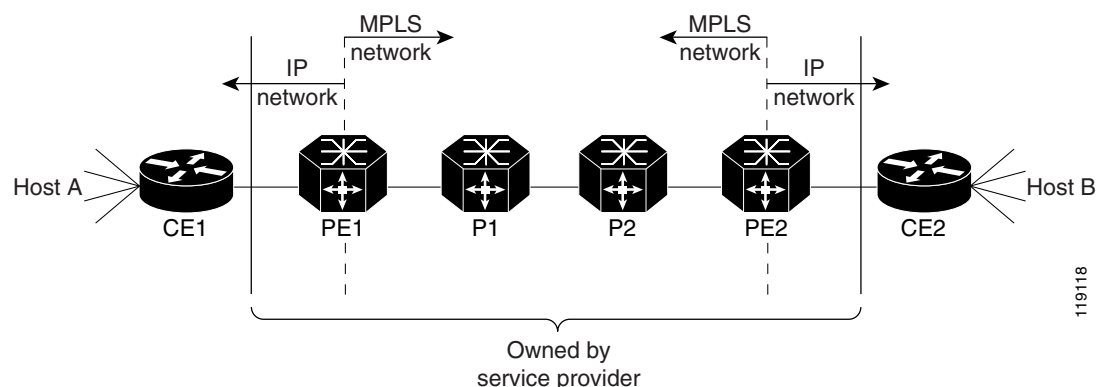 MPLS
network
MPLS
network
IP
network
IP
network
Host A
Host B
CE1
PE1
P1
P2
PE2
CE2
119118
Owned by
service provider